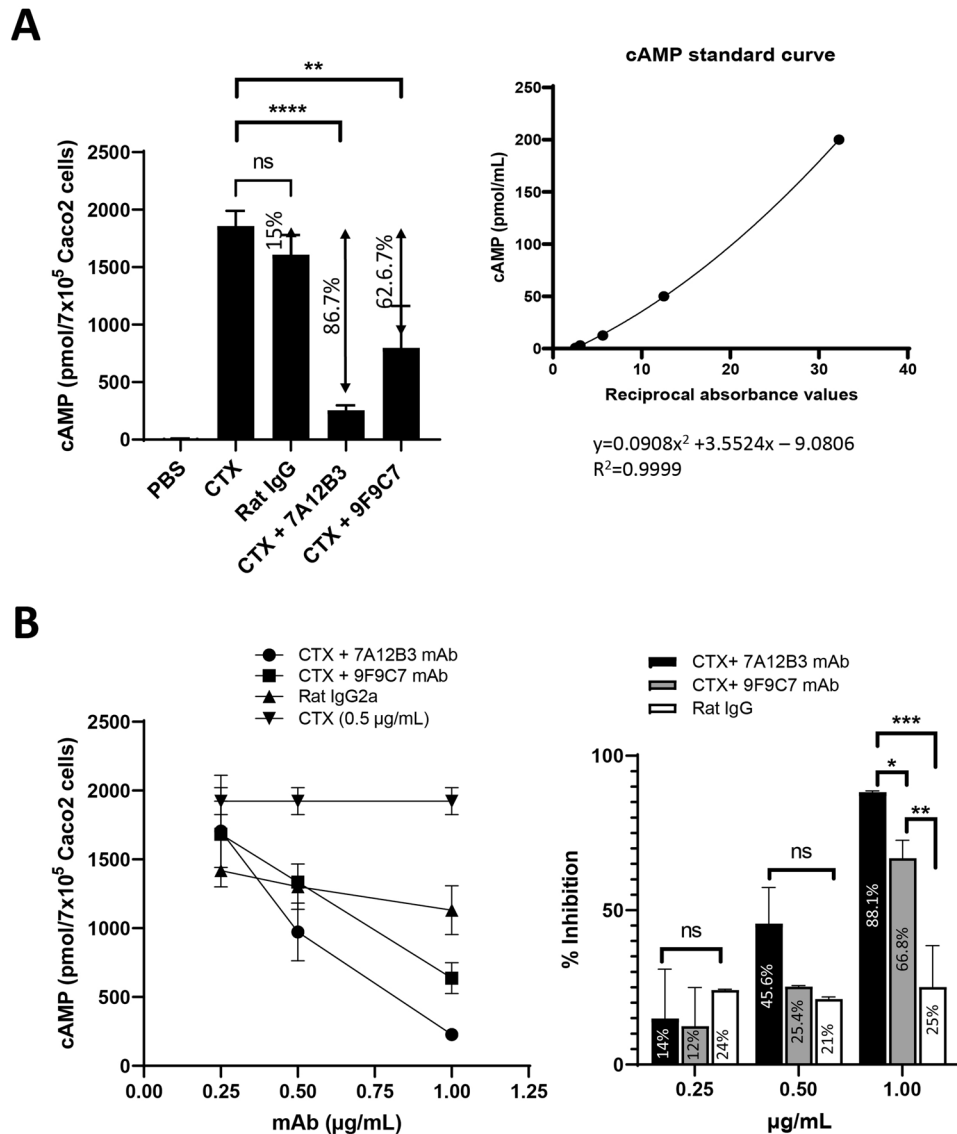 A
**
****
ns
15%
86.7%
62.6.7%
cAMP (pmol/7x10⁵ Caco2 cells)
2500
2000
1500
1000
500
0
PBS
CTX
Rat IgG
CTX + 7A12B3
CTX + 9F9C7
cAMP standard curve
cAMP (pmol/mL)
250
200
150
100
50
0
0 10 20 30 40
Reciprocal absorbance values
y=0.0908x² +3.5524x – 9.0806
R²=0.9999
B
CTX + 7A12B3 mAb
CTX + 9F9C7 mAb
Rat IgG2a
CTX (0.5 µg/mL)
cAMP (pmol/7x10⁵ Caco2 cells)
2500
2000
1500
1000
500
0
0.00 0.25 0.50 0.75 1.00 1.25
mAb (µg/mL)
CTX+ 7A12B3 mAb
CTX+ 9F9C7 mAb
Rat IgG
% Inhibition
100
50
0
ns
ns
***
*
**
14%
12%
24%
45.6%
25.4%
21%
88.1%
66.8%
25%
0.25 0.50 1.00
µg/mL